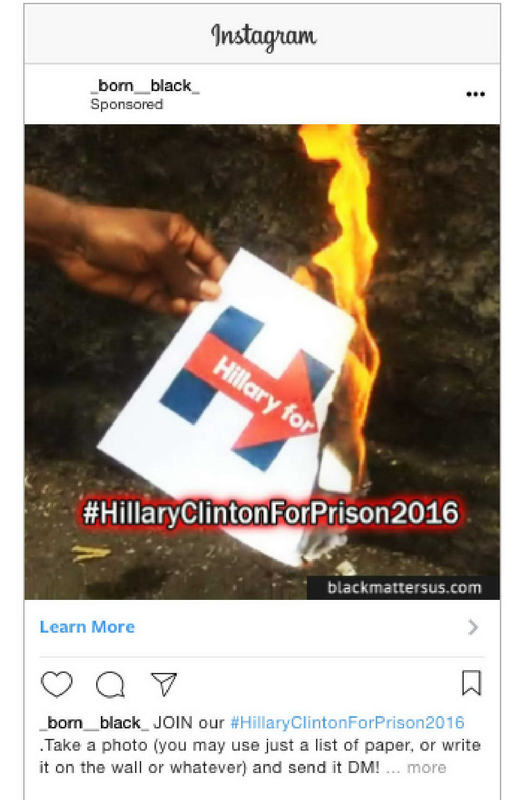 Instagram
_born__black_
Sponsored
Hillary for
#HillaryClintonForPrison2016
blackmattersus.com
Learn More
_born__black_ JOIN our #HillaryClintonForPrison2016
.Take a photo (you may use just a list of paper, or write
it on the wall or whatever) and send it DM! ... more